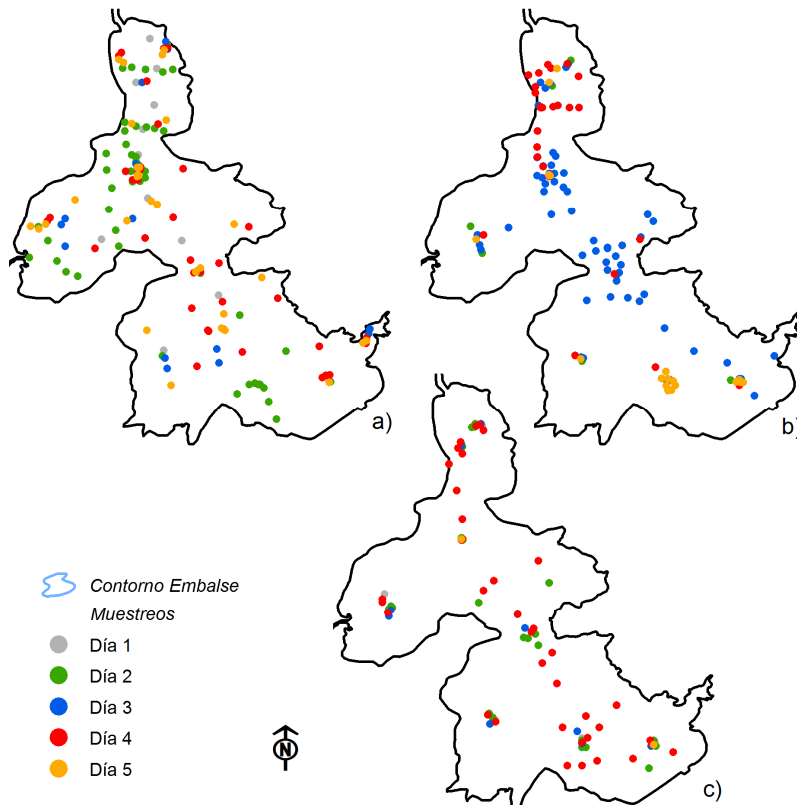 a)
b)
c)
Contorno Embalse
Muestreos
Día 1
Día 2
Día 3
Día 4
Día 5
N